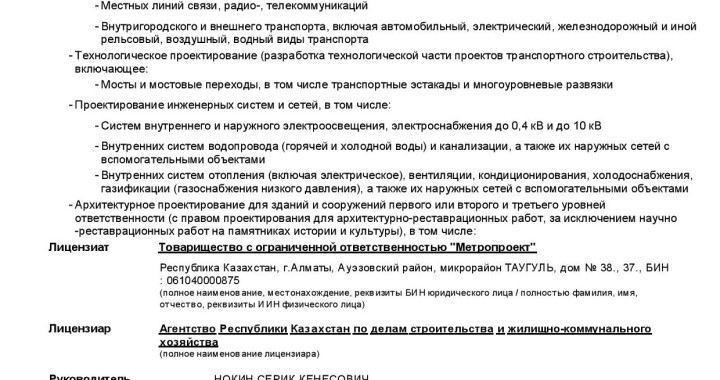 - Местных линий связи, радио-, телекоммуникаций
- Внутригородского и внешнего транспорта, включая автомобильный, электрический, железнодорожный и иной
рельсовый, воздушный, водный виды транспорта
- Технологическое проектирование (разработка технологической части проектов транспортного строительства),
включающее:
- Мосты и мостовые переходы, в том числе транспортные эстакады и многоуровневые развязки
- Проектирование инженерных систем и сетей, в том числе:
- Систем внутреннего и наружного электроосвещения, электроснабжения до 0,4 кВ и до 10 кВ
- Внутренних систем водопровода (горячей и холодной воды) и канализации, а также их наружных сетей с
вспомогательными объектами
- Внутренних систем отопления (включая электрическое), вентиляции, кондиционирования, холодоснабжения,
газификации (газоснабжения низкого давления), а также их наружных сетей с вспомогательными объектами
- Архитектурное проектирование для зданий и сооружений первого или второго и третьего уровней
ответственности (с правом проектирования для архитектурно-реставрационных работ, за исключением научно
-реставрационных работ на памятниках истории и культуры), в том числе:
Лицензиат Товарищество с ограниченной ответственностью "Метропроект"
Республика Казахстан, г.Алматы, Ауэзовский район, микрорайон ТАУГУЛЬ, дом № 38., 37., БИН
: 061040000875
(полное наименование, местонахождение, реквизиты БИН юридического лица / полностью фамилия, имя,
отчество, реквизиты ИИН физического лица)
Лицензиар Агентство Республики Казахстан по делам строительства и жилищно-коммунального
хозяйства
(полное наименование лицензиара)
Руководитель НОКИН СЕРИК КЕНЕСОВИЧ